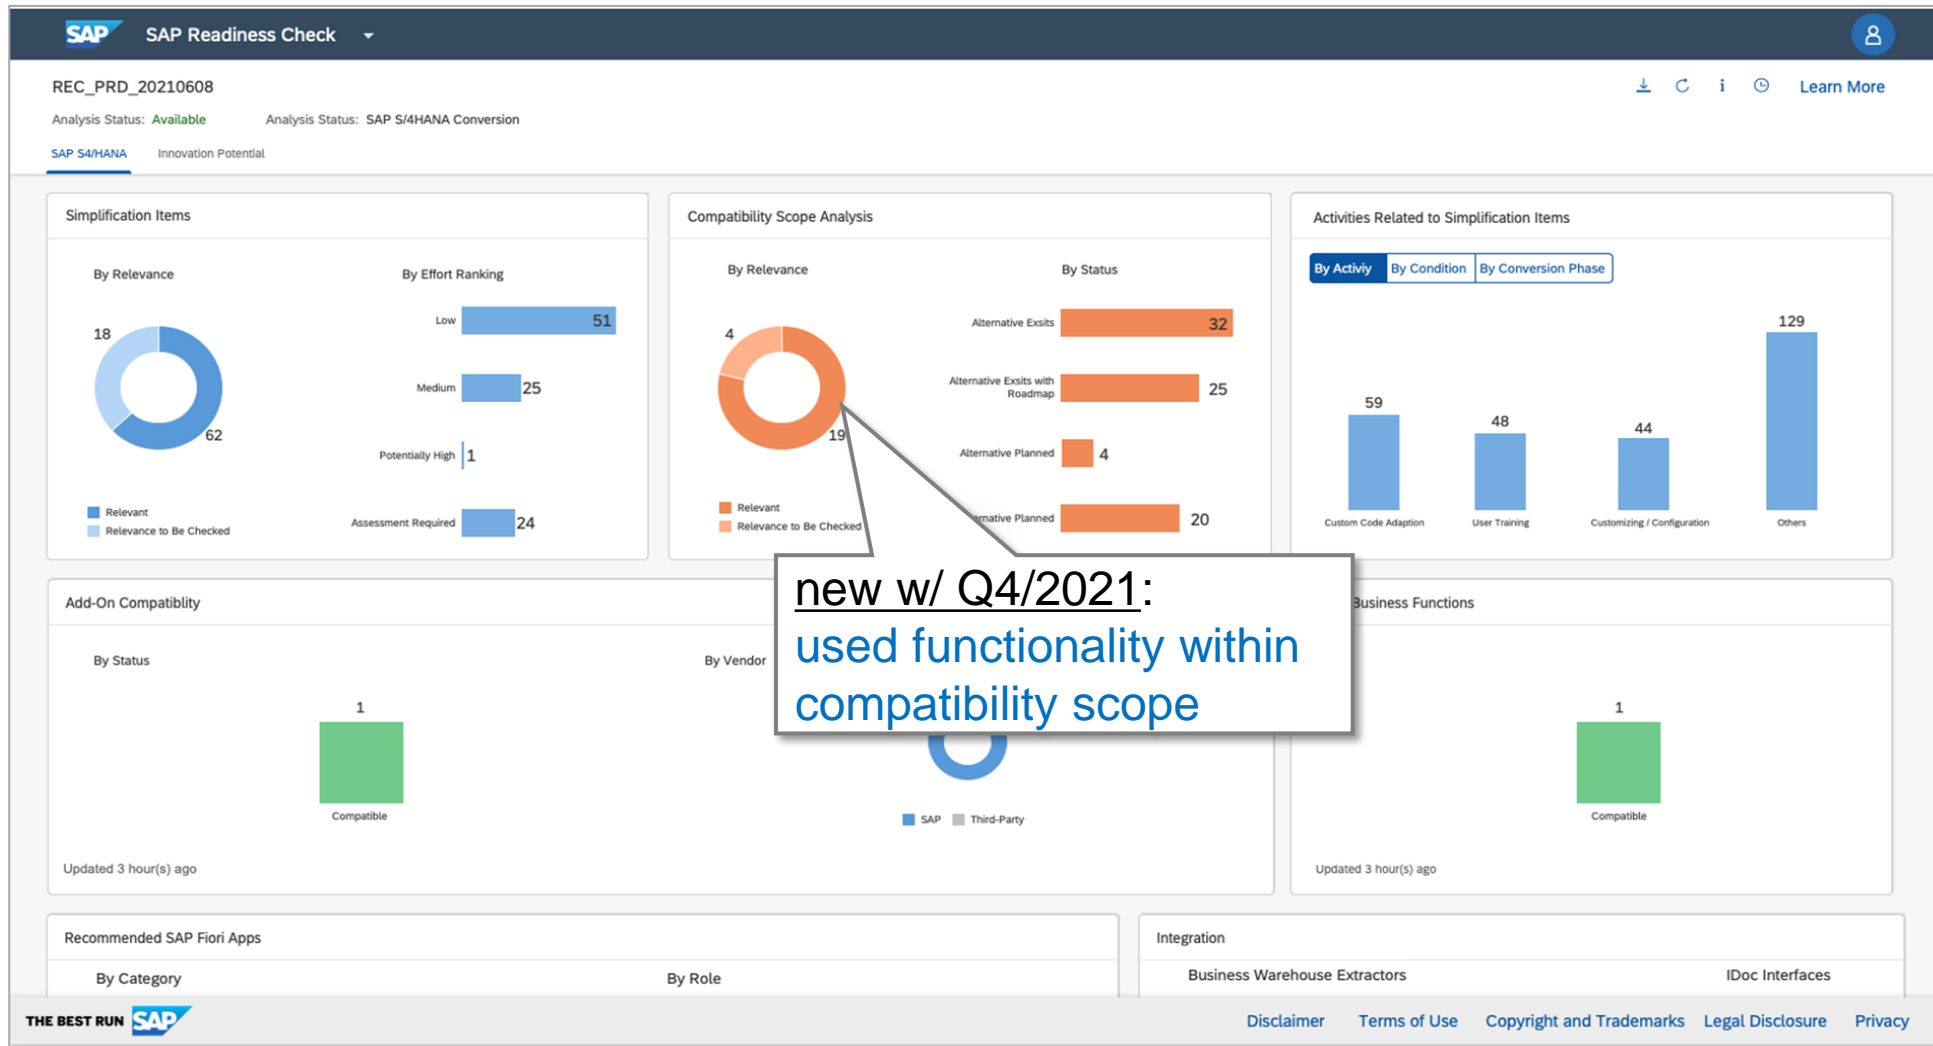 SAP SAP Readiness Check
REC_PRD_20210608
Learn More
Analysis Status: Available Analysis Status: SAP S/4HANA Conversion
SAP S4/HANA Innovation Potential
Simplification Items
By Relevance
By Effort Ranking
18
62
Relevant
Relevance to Be Checked
Low 51
Medium 25
Potentially High 1
Assessment Required 24
Compatibility Scope Analysis
By Relevance
By Status
4
19
Relevant
Relevance to Be Checked
Alternative Exsits 32
Alternative Exsits with
Roadmap 25
Alternative Planned 4
Planned 20
Activities Related to Simplification Items
By Activiy By Condition By Conversion Phase
59
48
44
129
Custom Code Adaption User Training Customizing / Configuration Others
new w/ Q4/2021:
used functionality within
compatibility scope
Add-On Compatiblity
By Status
By Vendor
1
Compatible
SAP Third-Party
Updated 3 hour(s) ago
Business Functions
1
Compatible
Updated 3 hour(s) ago
Recommended SAP Fiori Apps
By Category By Role
Integration
Business Warehouse Extractors IDoc Interfaces
THE BEST RUN SAP
Disclaimer Terms of Use Copyright and Trademarks Legal Disclosure Privacy